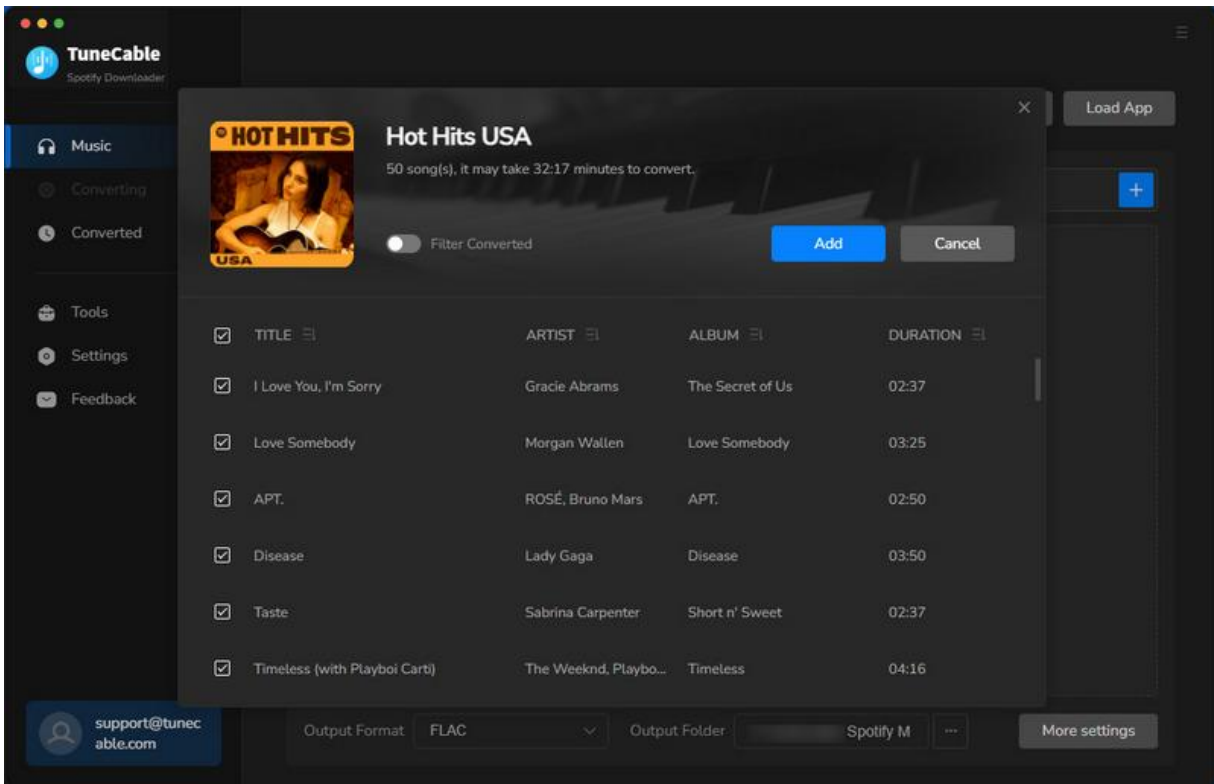 TuneCable
Spotify Downloader
Load App
Music
Converting
Converted
Tools
Settings
Feedback
support@tunec
able.com
HOT HITS
USA
Hot Hits USA
50 song(s), it may take 32:17 minutes to convert.
Filter Converted
Add
Cancel
TITLE ARTIST ALBUM DURATION
I Love You, I'm Sorry Gracie Abrams The Secret of Us 02:37
Love Somebody Morgan Wallen Love Somebody 03:25
APT. ROSÉ, Bruno Mars APT. 02:50
Disease Lady Gaga Disease 03:50
Taste Sabrina Carpenter Short n' Sweet 02:37
Timeless (with Playboi Carti) The Weeknd, Playbo... Timeless 04:16
Output Format FLAC Output Folder Spotify M ... More settings